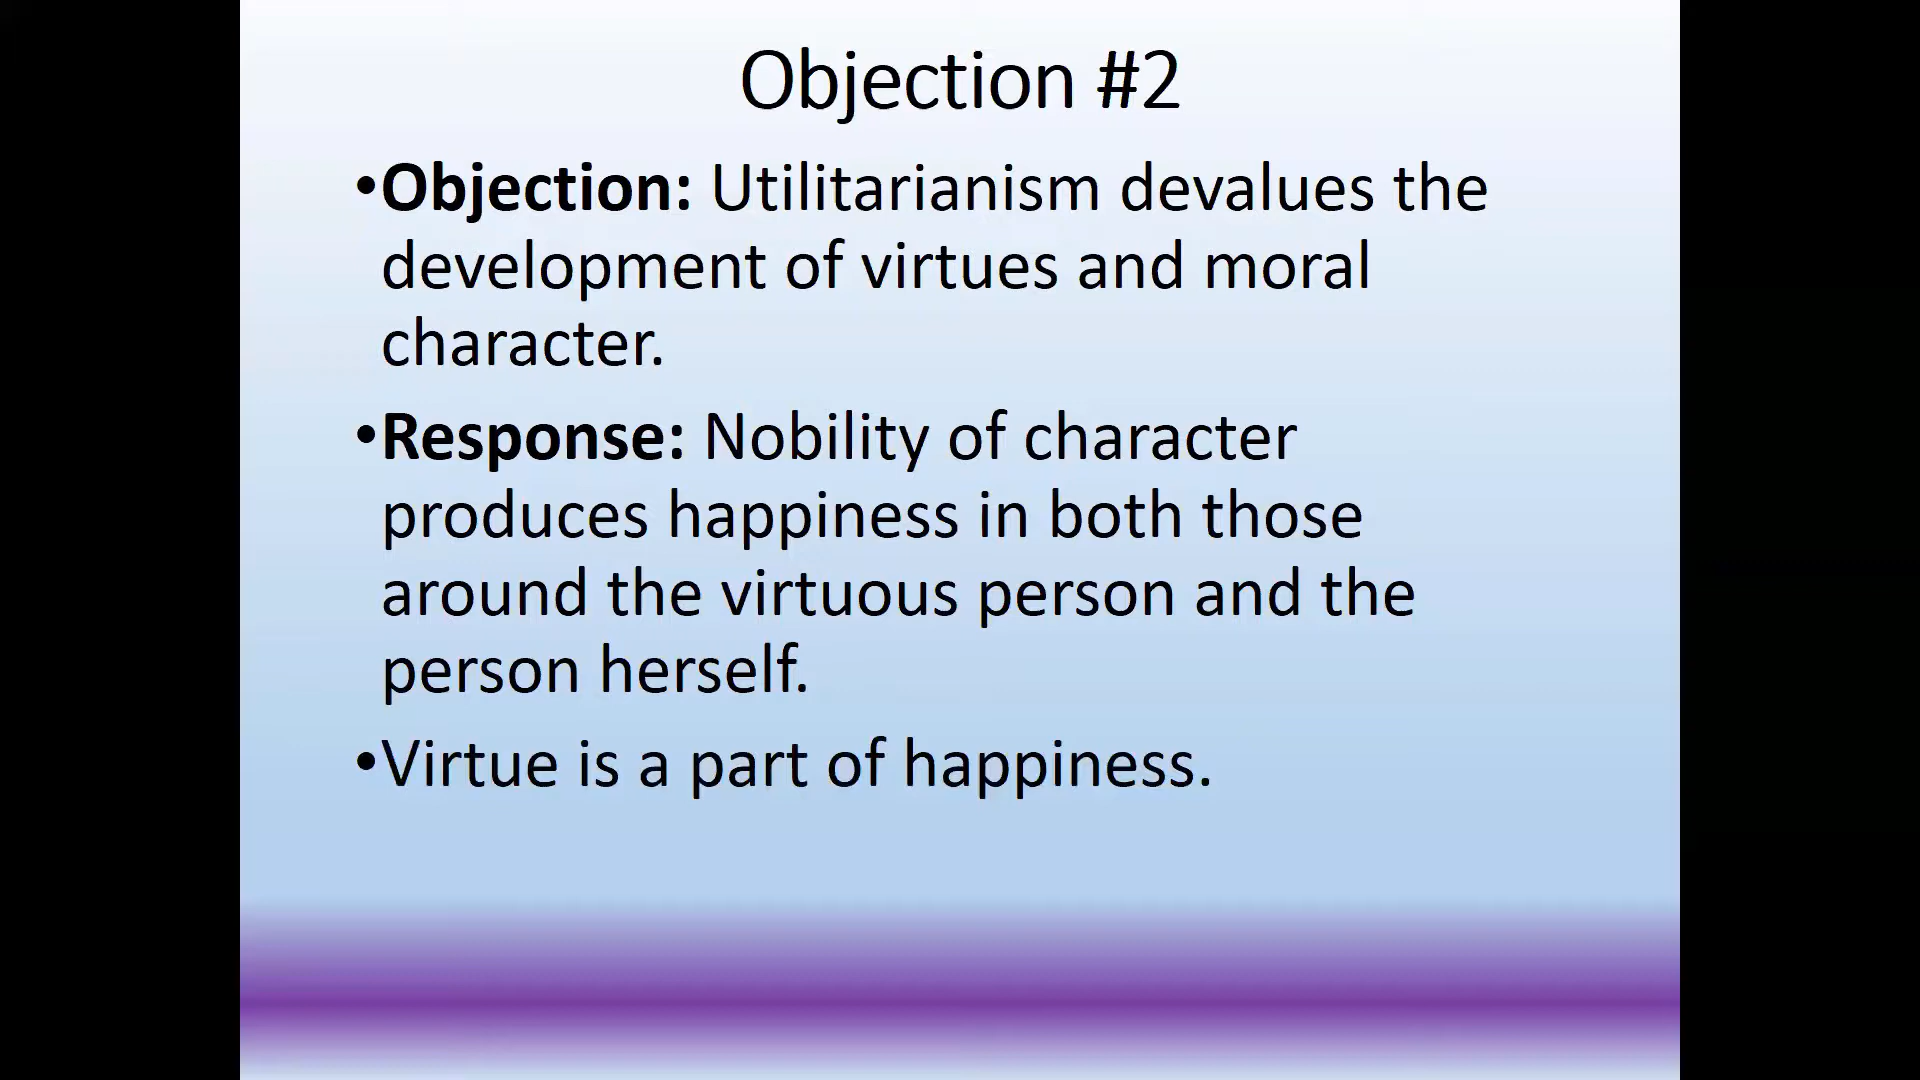 Objection #2
•Objection: Utilitarianism devalues the
development of virtues and moral
character.
•Response: Nobility of character
produces happiness in both those
around the virtuous person and the
person herself.
•Virtue is a part of happiness.